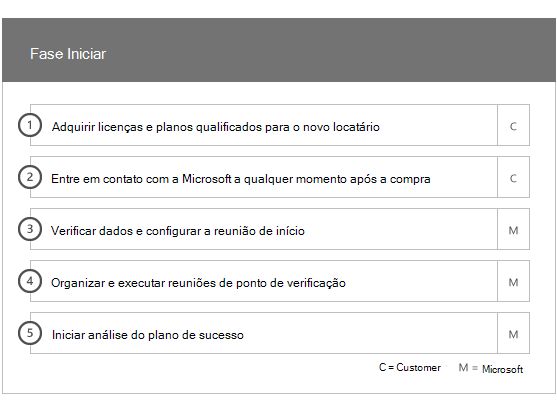 Fase Iniciar
1 Adquirir licenças e planos qualificados para o novo locatário C
2 Entre em contato com a Microsoft a qualquer momento após a compra C
3 Verificar dados e configurar a reunião de início M
4 Organizar e executar reuniões de ponto de verificação M
5 Iniciar análise do plano de sucesso M
C = Customer M = Microsoft